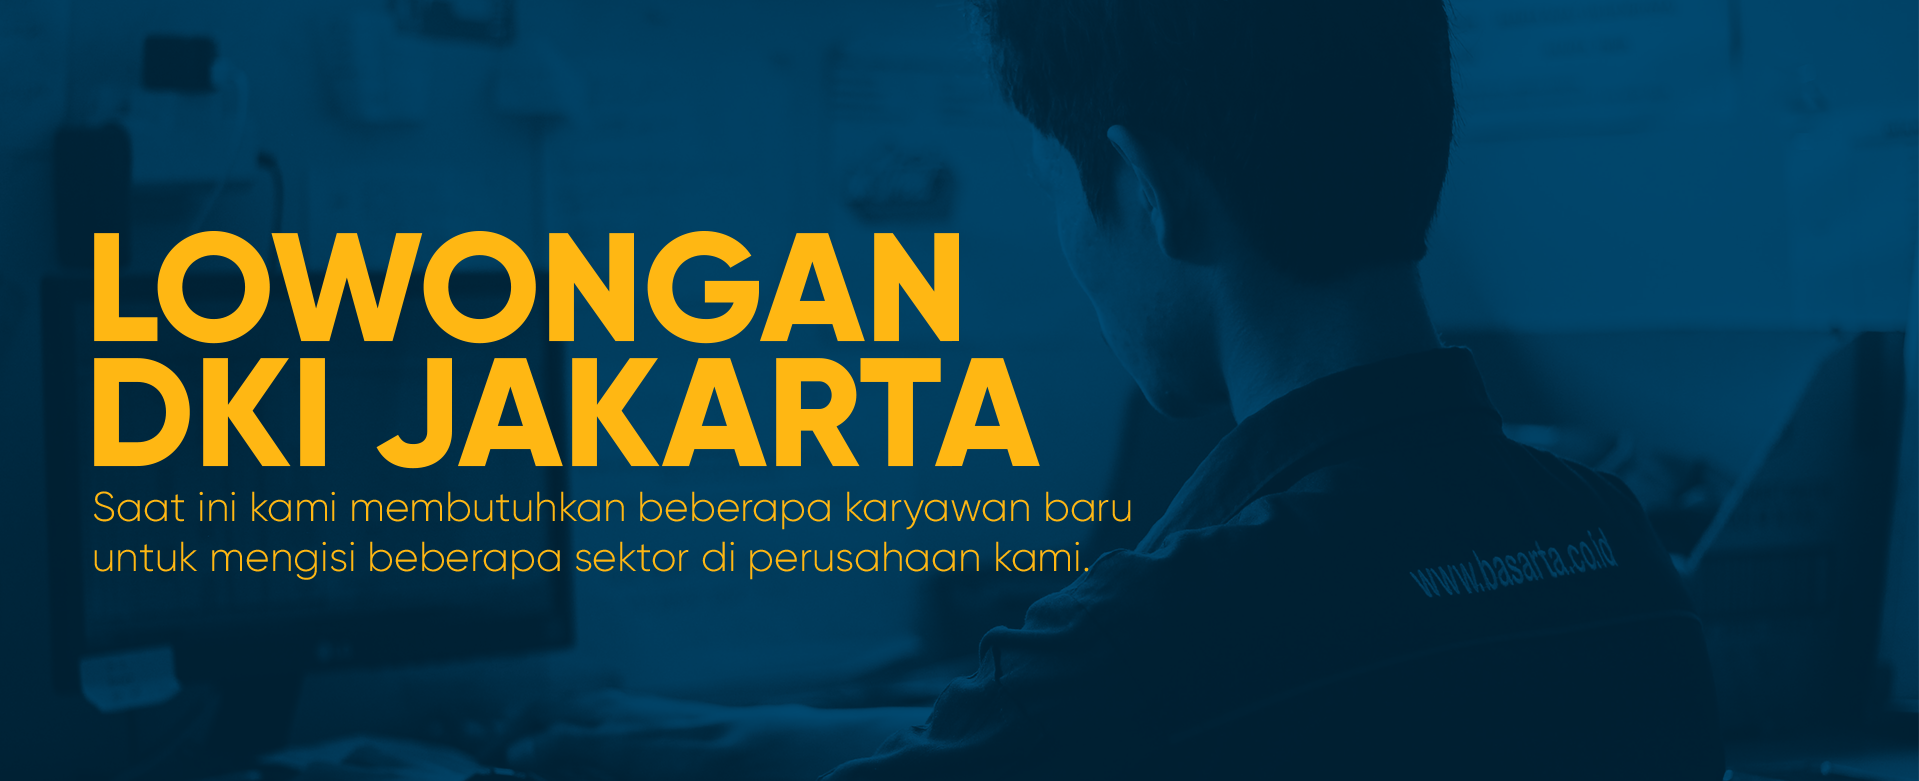 LOWONGAN
DKI JAKARTA
Saat ini kami membutuhkan beberapa karyawan baru
untuk mengisi beberapa sektor di perusahaan kami.
www.basarta.co.id